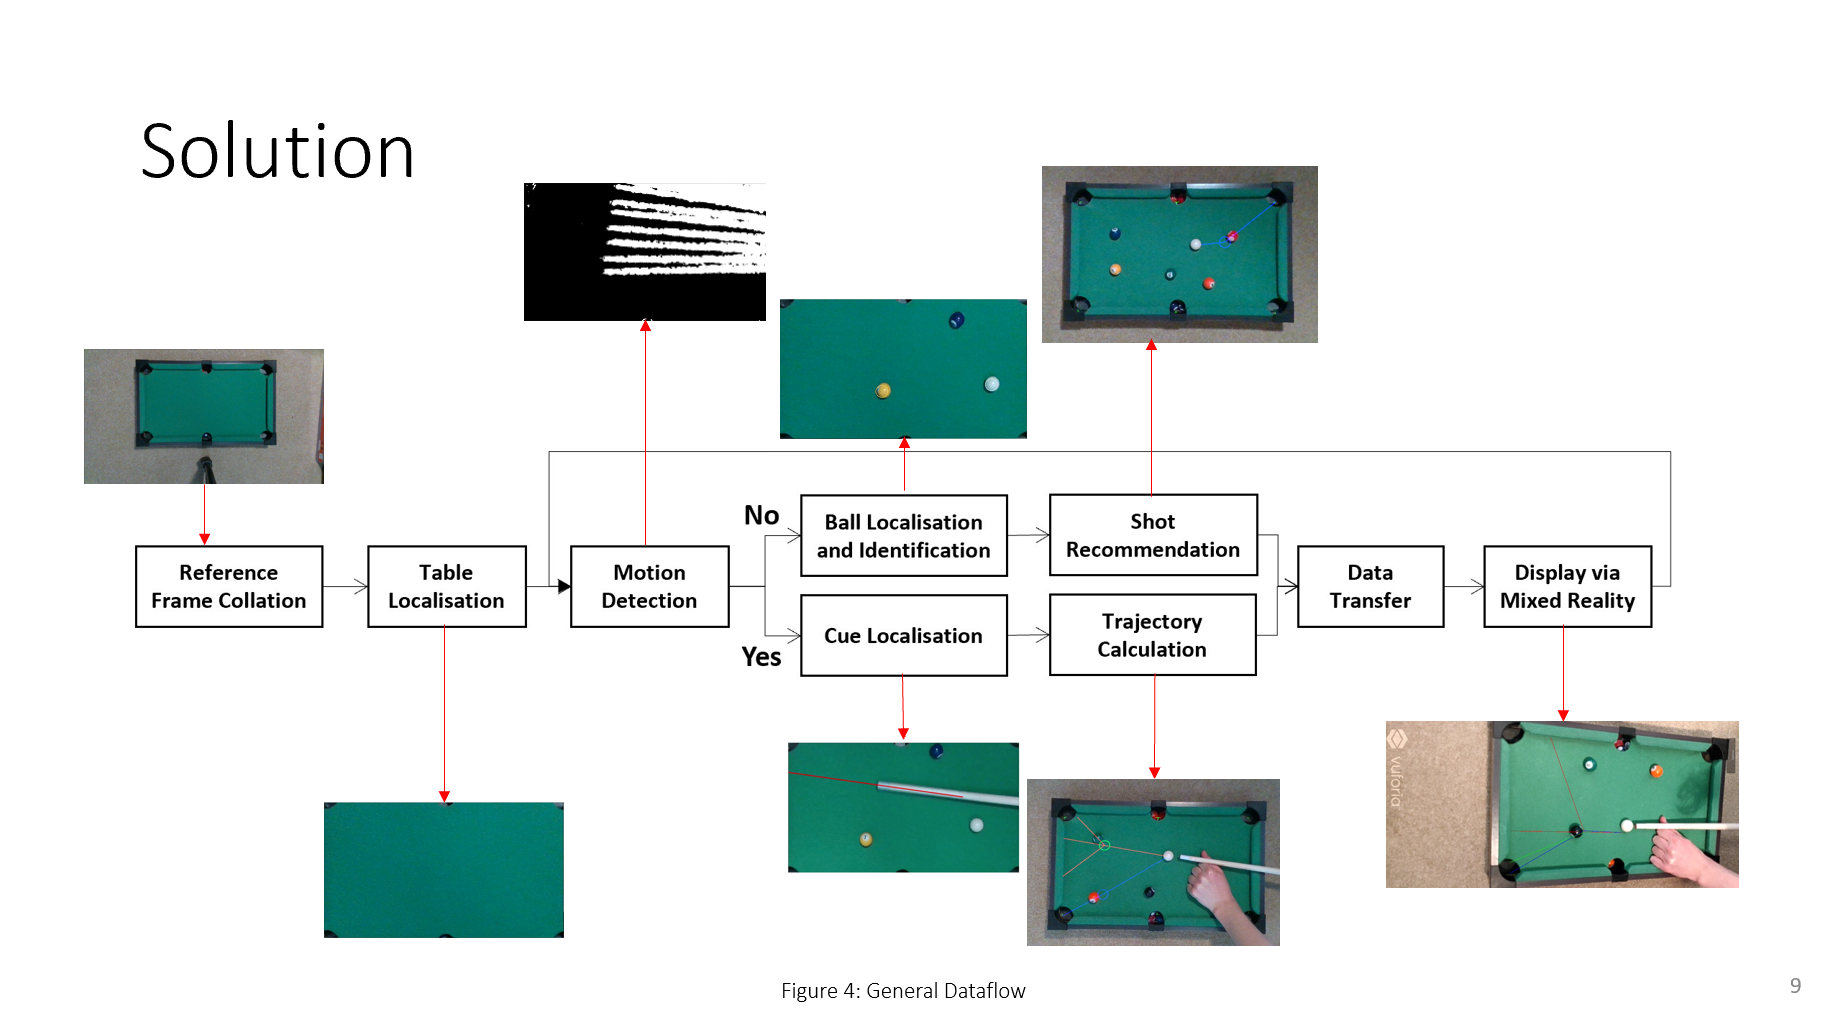 Solution
Reference
Frame Collation
Table
Localisation
Motion
Detection
No
Yes
Ball Localisation
and Identification
Cue Localisation
Shot
Recommendation
Trajectory
Calculation
Data
Transfer
Display via
Mixed Reality
vuforia
Figure 4: General Dataflow
9